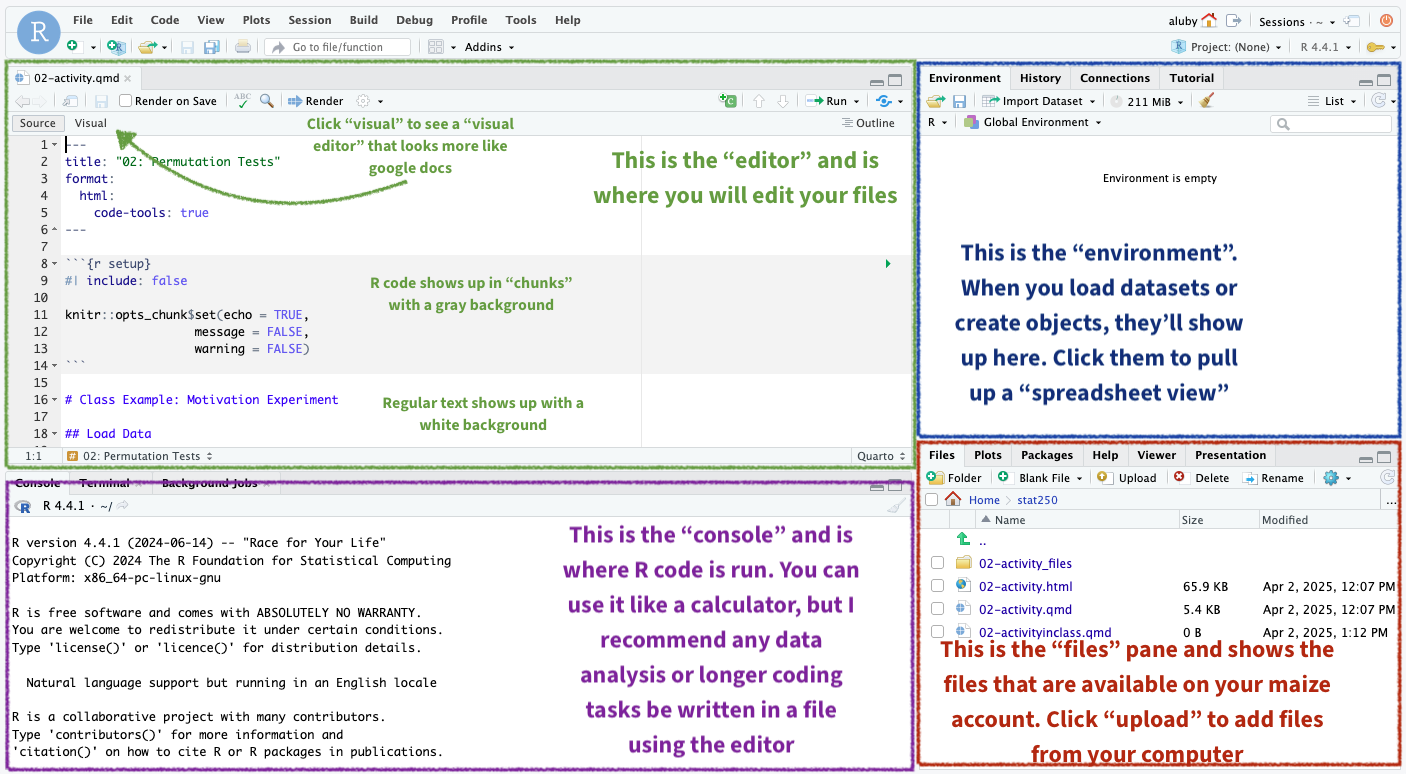 R
File Edit Code View Plots Session Build Debug Profile Tools Help
aluby Sessions · ~
Go to file/function Addins
Project: (None) R 4.4.1
02-activity.qmd
Render on Save ABC Render Run
Source Visual Outline
1 ---
2 title: "02: Permutation Tests"
3 format:
4 html:
5 code-tools: true
6 ---
7
8 ```{r setup}
9 #| include: false
10
11 knitr::opts_chunk$set(echo = TRUE,
12 message = FALSE,
13 warning = FALSE)
14 ```
15
16 # Class Example: Motivation Experiment
17
18 ## Load Data
1:1 # 02: Permutation Tests Quarto
Click “visual” to see a “visual
editor” that looks more like
google docs
This is the “editor” and is
where you will edit your files
R code shows up in “chunks”
with a gray background
Regular text shows up with a
white background
Environment History Connections Tutorial
Import Dataset 211 MiB List
R Global Environment
Environment is empty
This is the “environment”.
When you load datasets or
create objects, they’ll show
up here. Click them to pull
up a “spreadsheet view”
Console Terminal Background Jobs
R R 4.4.1 · ~/
R version 4.4.1 (2024-06-14) -- "Race for Your Life"
Copyright (C) 2024 The R Foundation for Statistical Computing
Platform: x86_64-pc-linux-gnu
R is free software and comes with ABSOLUTELY NO WARRANTY.
You are welcome to redistribute it under certain conditions.
Type 'license()' or 'licence()' for distribution details.
Natural language support but running in an English locale
R is a collaborative project with many contributors.
Type 'contributors()' for more information and
'citation()' on how to cite R or R packages in publications.
This is the “console” and is
where R code is run. You can
use it like a calculator, but I
recommend any data
analysis or longer coding
tasks be written in a file
using the editor
Files Plots Packages Help Viewer Presentation
Folder Blank File Upload Delete Rename
Home stat250 ...
Name Size Modified
..
02-activity_files
02-activity.html 65.9 KB Apr 2, 2025, 12:07 PM
02-activity.qmd 5.4 KB Apr 2, 2025, 12:07 PM
02-activityinclass.qmd 0 B Apr 2, 2025, 1:12 PM
This is the “files” pane and shows the
files that are available on your maize
account. Click “upload” to add files
from your computer